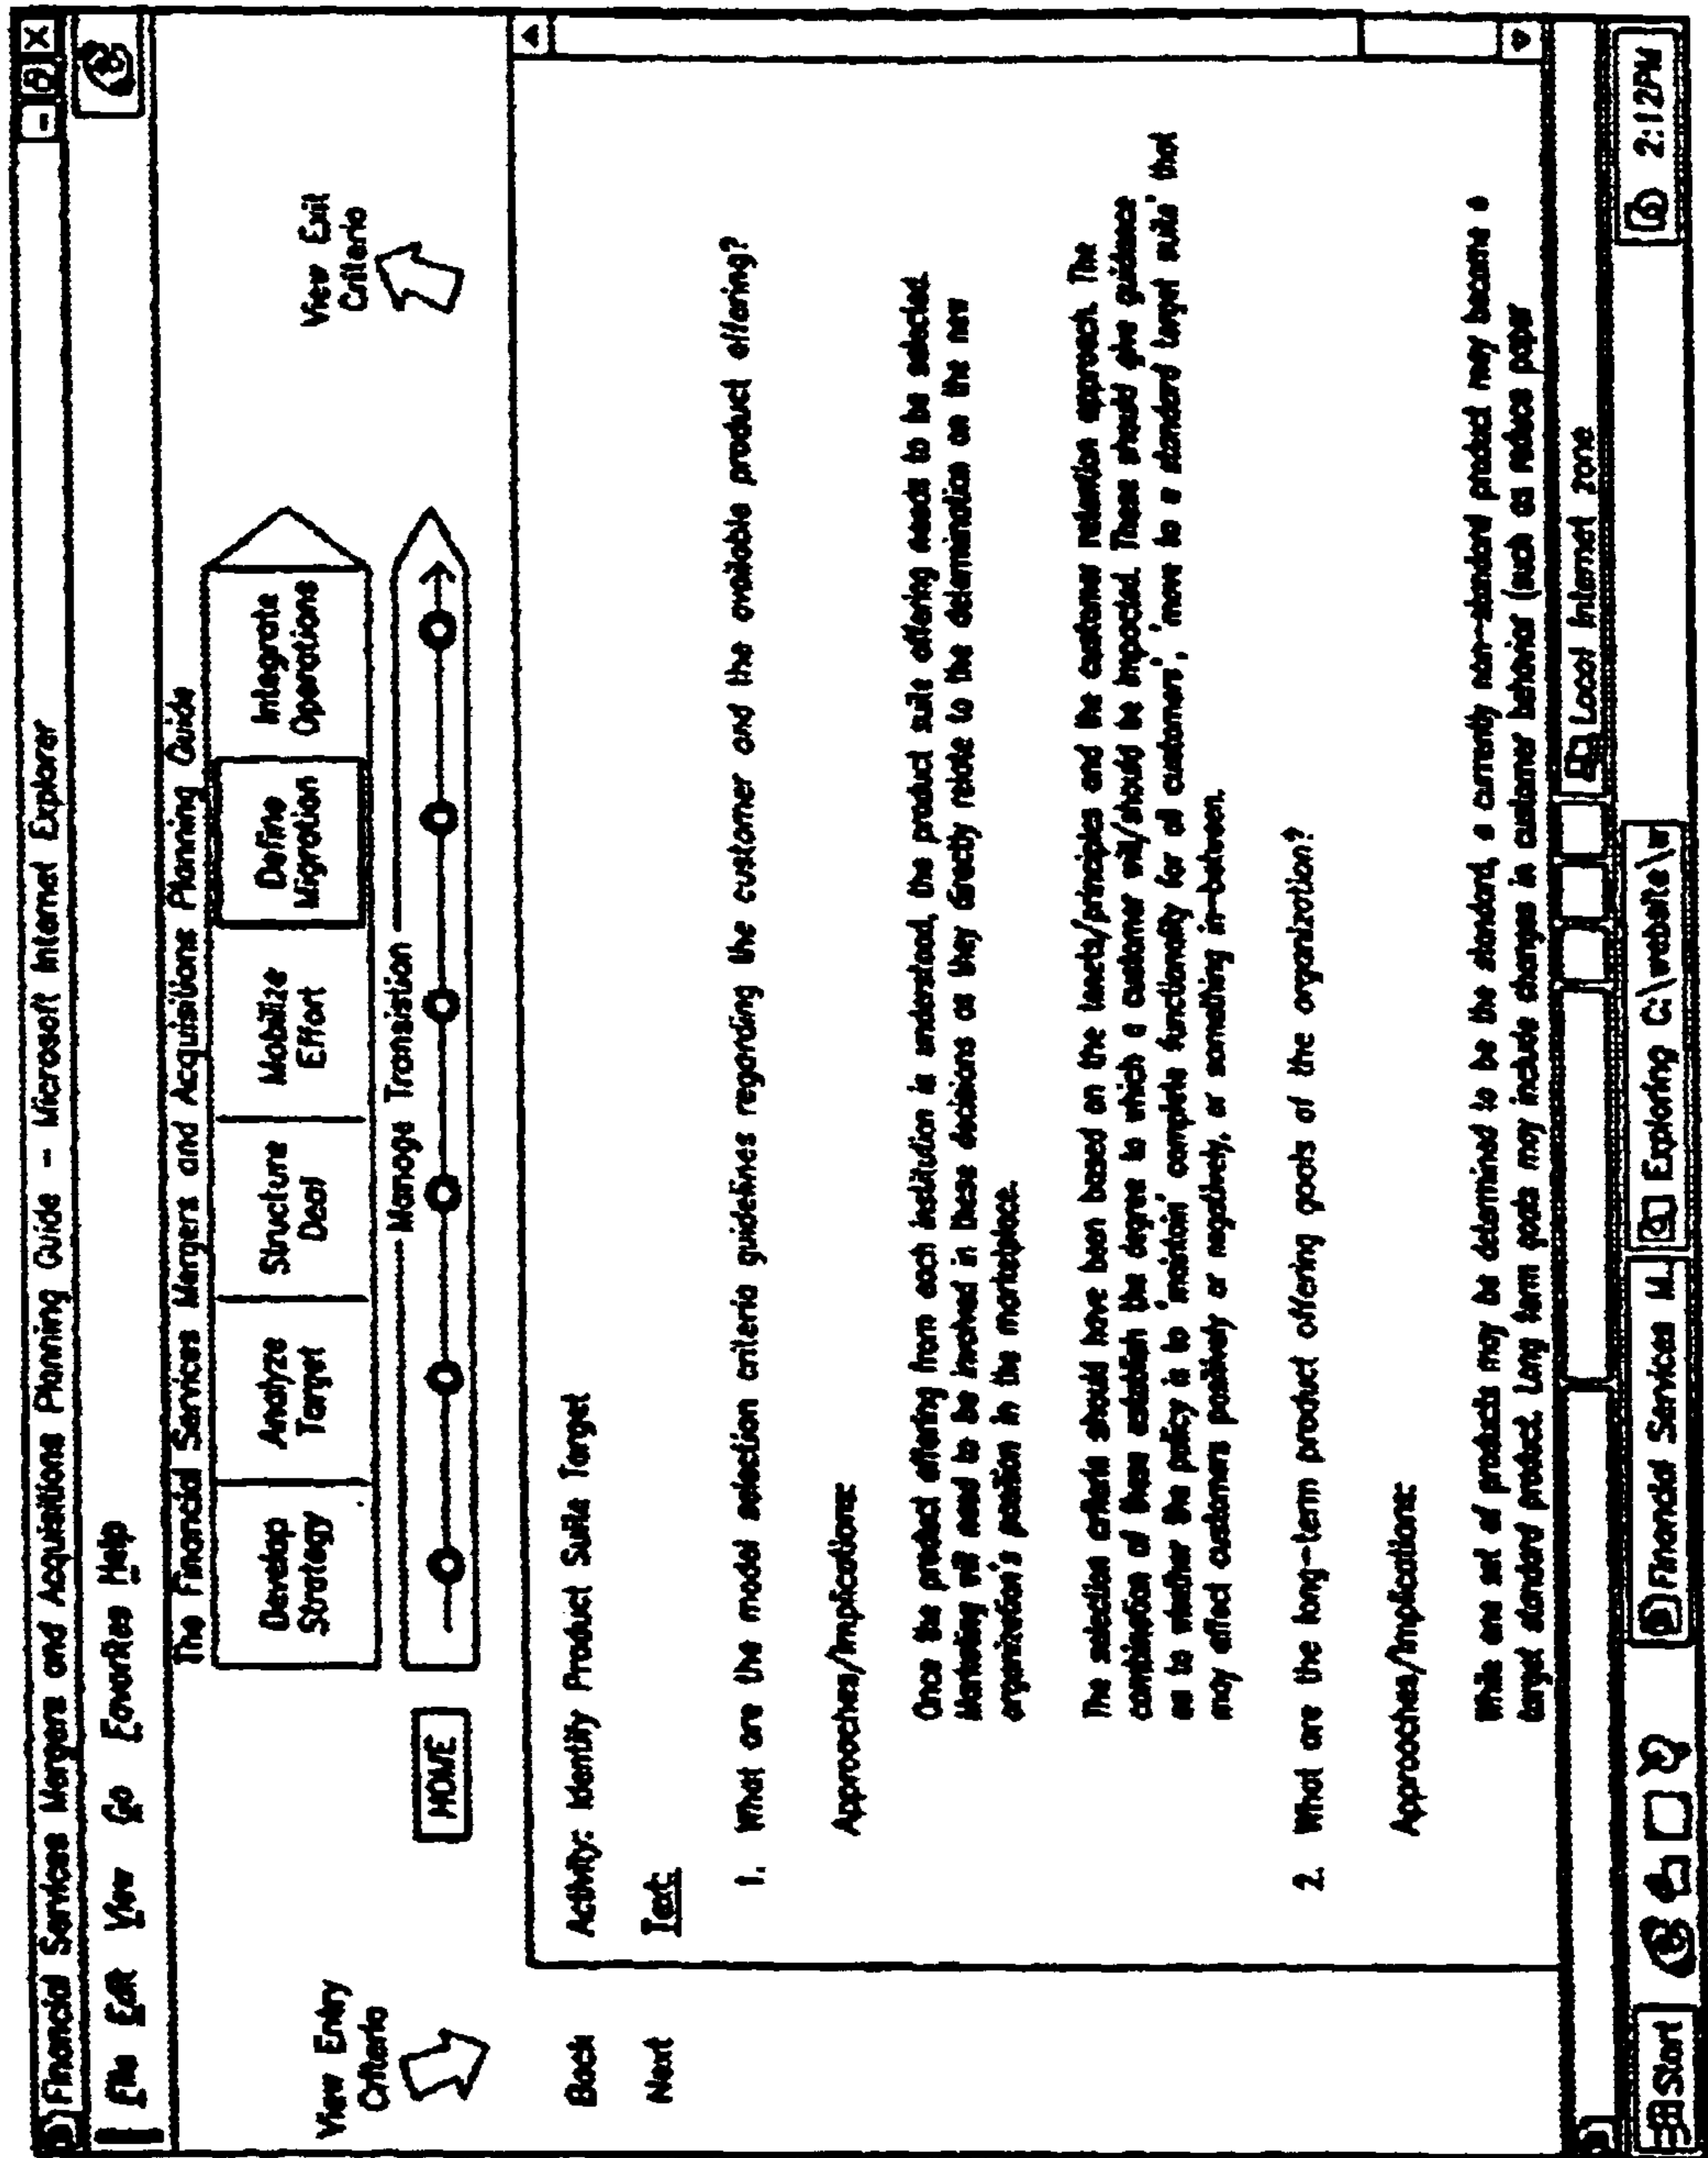 Financial Services Mergers and Acquisitions Planning Guide - Microsoft Internet Explorer
File Edit View Go Favorites Help
The Financial Services Mergers and Acquisitions Planning Guide
View Entry
Criteria
Develop
Strategy
Analyze
Target
Structure
Deal
Mobilize
Effort
Define
Migration
Integrate
Operations
View Exit
Criteria
HOME
Manage Transistion
Back
Next
Activity: Identify Product Suite Target
Text:
1. What are the model selection criteria guidelines regarding the customer and the available product offering?
Approaches/Implications:
Once the product offering from each institution is understood, the product suite offering needs to be selected.
Marketing will need to be involved in these decisions as they directly relate to the determination on the new
organization's position in the marketplace.
The selection criteria should have been based on the tenets/principles and the customer retention approach. The
combination of these establish the degree to which a customer will/should be impacted. These should give guidance
as to whether the policy is to 'maintain' complete functionality for all customers', 'move to a standard target suite' that
may effect customers positively or negatively, or something in-between.
2. What are the long-term product offering goals of the organization?
Approaches/Implications:
While one set of products may be determined to be the standard, a currently non-standard product may become a
target standard product. Long term goals may include changes in customer behavior (such as reduce paper
Local Internet zone
Start
Financial Services M..
Exploring C:\website\
2:12PM